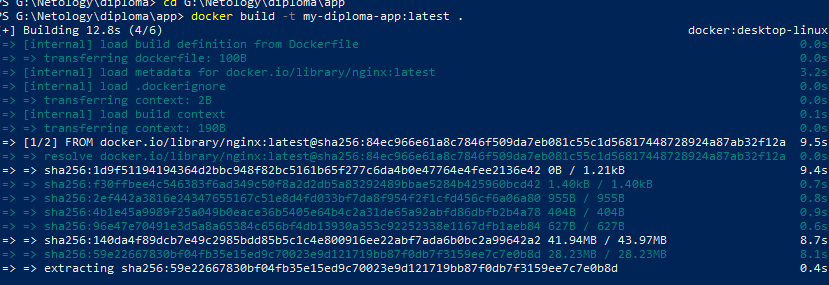 PS G:\Netology\diploma> cd G:\Netology\diploma\app
PS G:\Netology\diploma\app> docker build -t my-diploma-app:latest .
[+] Building 12.8s (4/6) docker:desktop-linux
=> [internal] load build definition from Dockerfile 0.0s
=> => transferring dockerfile: 100B 0.0s
=> [internal] load metadata for docker.io/library/nginx:latest 3.2s
=> [internal] load .dockerignore 0.0s
=> => transferring context: 2B 0.0s
=> [internal] load build context 0.1s
=> => transferring context: 190B 0.0s
=> [1/2] FROM docker.io/library/nginx:latest@sha256:84ec966e61a8c7846f509da7eb081c55c1d56817448728924a87ab32f12a 9.5s
=> => resolve docker.io/library/nginx:latest@sha256:84ec966e61a8c7846f509da7eb081c55c1d56817448728924a87ab32f12a 0.0s
=> => sha256:1d9f51194194364d2bbc948f82bc5161b65f277c6da4b0e47764e4fee2136e42 0B / 1.21kB 9.4s
=> => sha256:f30ffbee4c546383f6ad349c50f8a2d2db5a83292489bbae5284b425960bcd42 1.40kB / 1.40kB 0.7s
=> => sha256:2ef442a3816e24347655167c51e8d4fd033bf7da8f954f2f1cfd456cf6a06a80 955B / 955B 0.8s
=> => sha256:4b1e45a9989f25a049b0eace36b5405e64b4c2a31de65a92abfd86dbfb2b4a78 404B / 404B 0.9s
=> => sha256:96e47e70491e3d5a8a65384c656bf4db13930a353c92252338e1167dfb1aeb84 627B / 627B 0.6s
=> => sha256:140da4f89dcb7e49c2985bdd85b5c1c4e800916ee22abf7ada6b0bc2a99642a2 41.94MB / 43.97MB 8.7s
=> => sha256:59e22667830bf04fb35e15ed9c70023e9d121719bb87f0db7f3159ee7c7e0b8d 28.23MB / 28.23MB 8.1s
=> => extracting sha256:59e22667830bf04fb35e15ed9c70023e9d121719bb87f0db7f3159ee7c7e0b8d 0.4s